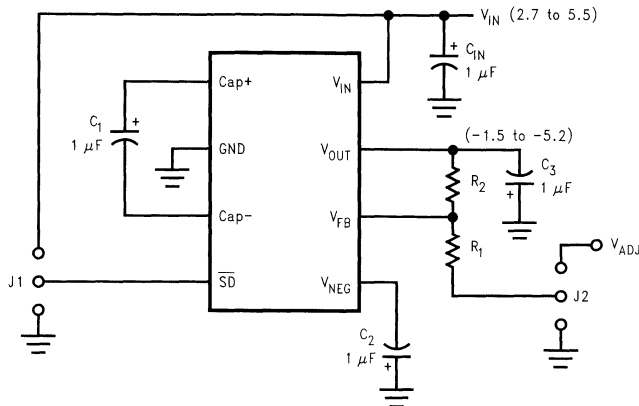 V_IN (2.7 to 5.5)
+
C_IN
1 μF
Cap+
V_IN
+
C_1
1 μF
(−1.5 to −5.2)
GND
V_OUT
C_3
R_2
1 μF
+
Cap−
V_FB
R_1
V_ADJ
J1
SD
V_NEG
J2
C_2
1 μF
+